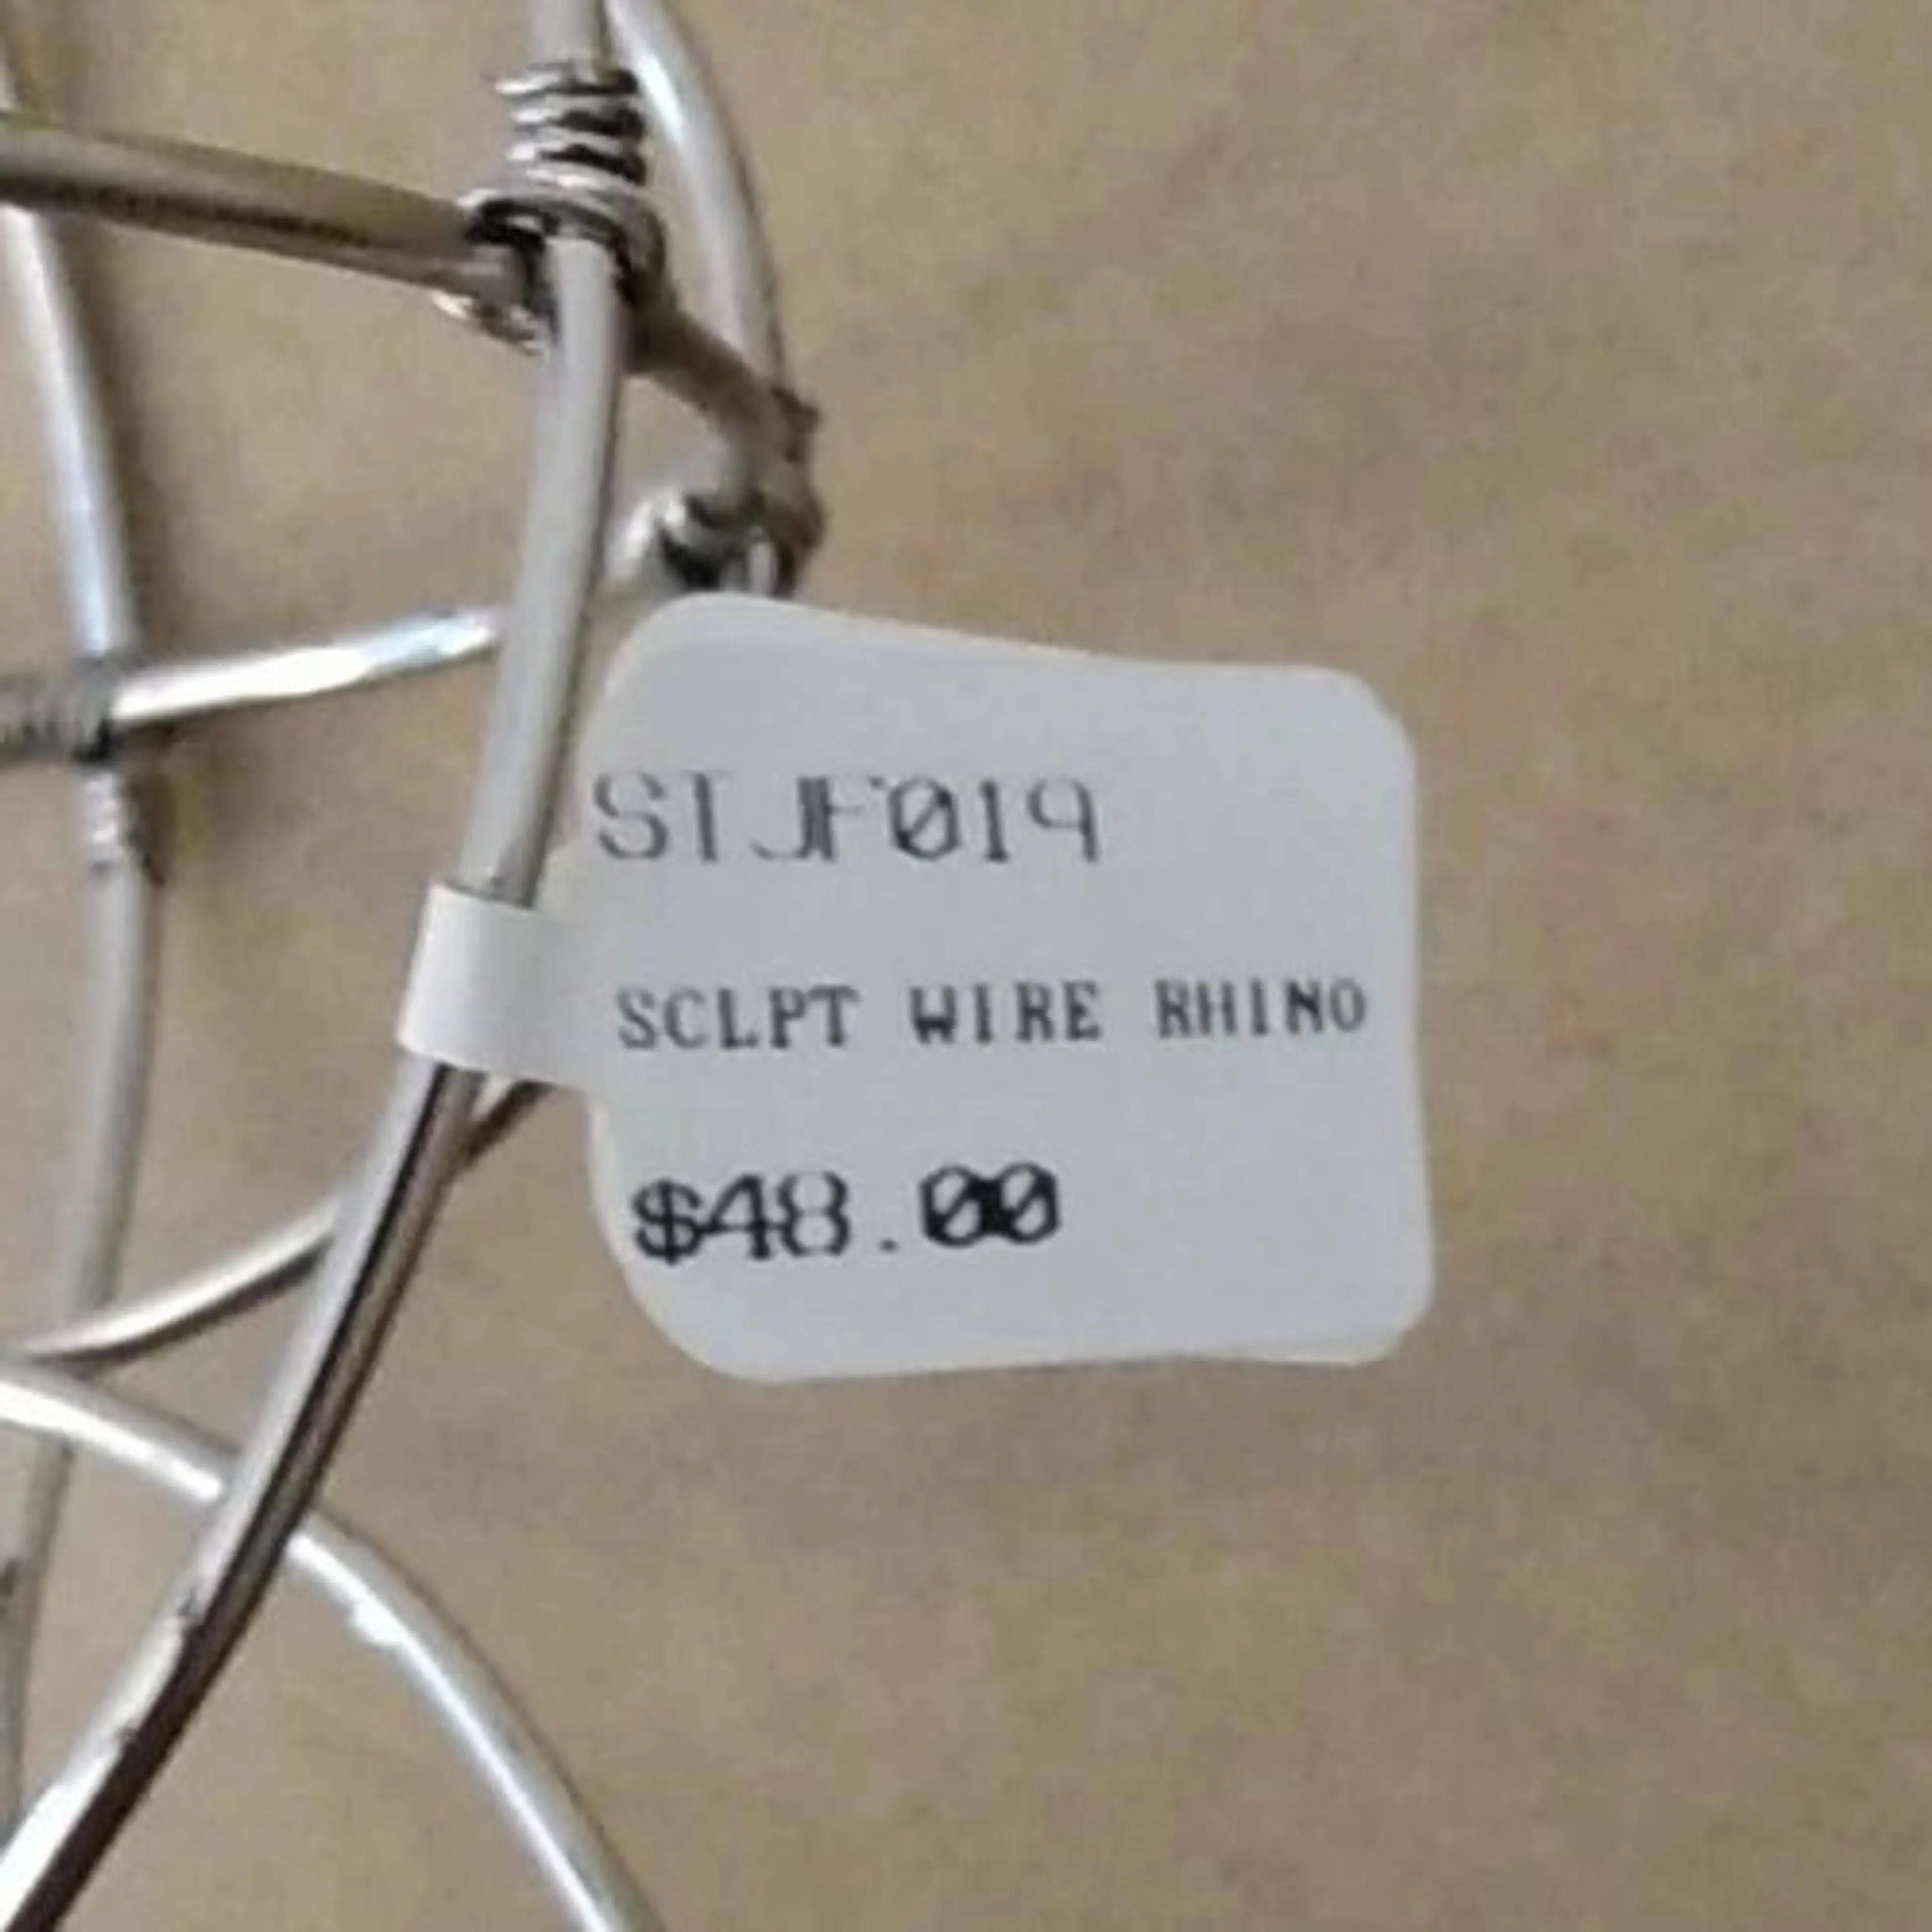 STJF019
SCLPT WIRE RHINO
$48.00